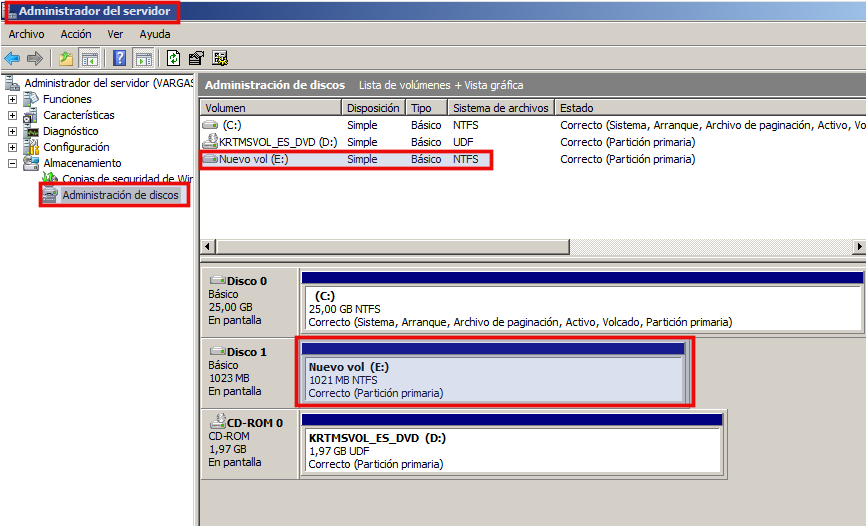 Administrador del servidor
Archivo Acción Ver Ayuda
Administrador del servidor (VARGAS
Funciones
Características
Diagnóstico
Configuración
Almacenamiento
Copias de seguridad de Wir
Administración de discos
Administración de discos Lista de volúmenes + Vista gráfica
Volumen Disposición Tipo Sistema de archivos Estado
(C:) Simple Básico NTFS Correcto (Sistema, Arranque, Archivo de paginación, Activo, Vo
KRTMSVOL_ES_DVD (D:) Simple Básico UDF Correcto (Partición primaria)
Nuevo vol (E:) Simple Básico NTFS Correcto (Partición primaria)
Disco 0
Básico
25,00 GB
En pantalla
(C:)
25,00 GB NTFS
Correcto (Sistema, Arranque, Archivo de paginación, Activo, Volcado, Partición primaria)
Disco 1
Básico
1023 MB
En pantalla
Nuevo vol (E:)
1021 MB NTFS
Correcto (Partición primaria)
CD-ROM 0
CD-ROM
1,97 GB
En pantalla
KRTMSVOL_ES_DVD (D:)
1,97 GB UDF
Correcto (Partición primaria)